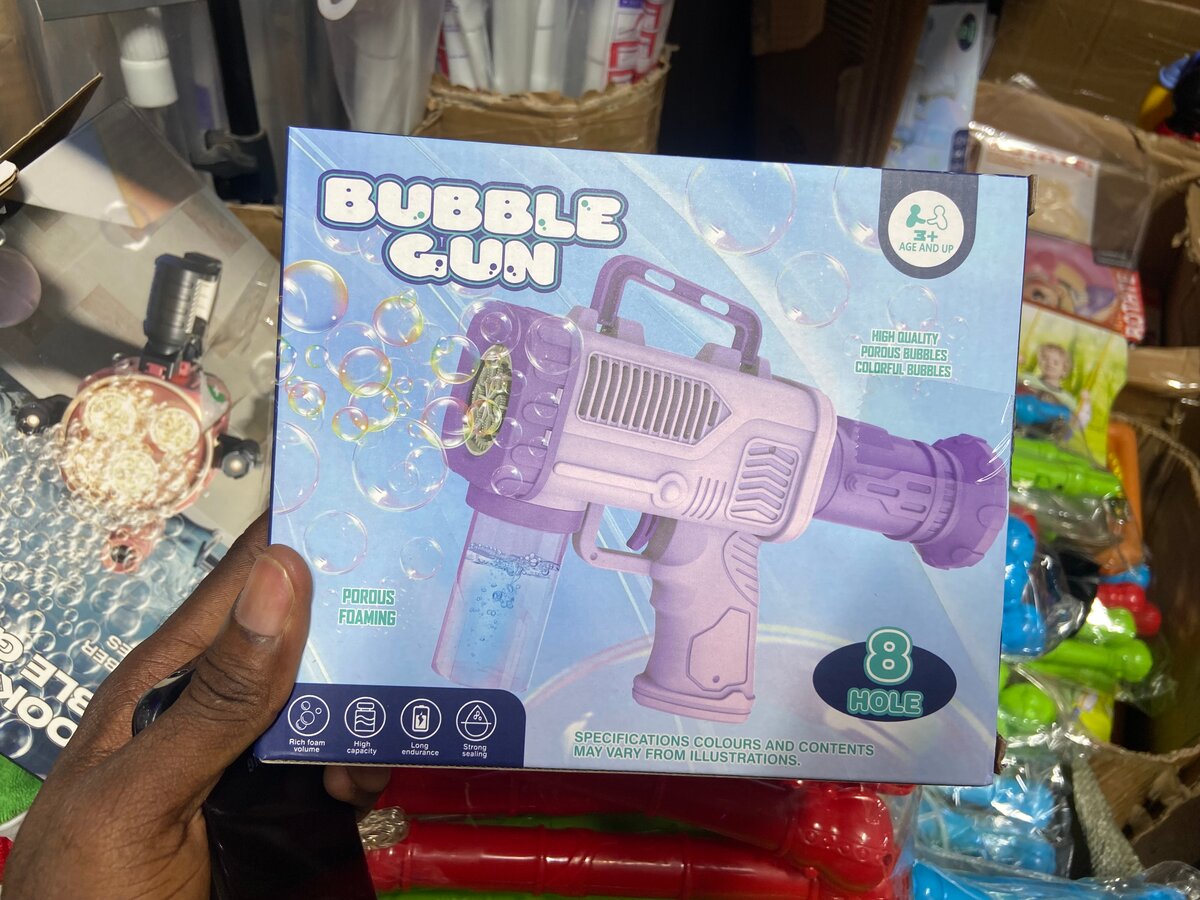 BUBBLE
GUN
3+
AGE AND UP
HIGH QUALITY
POROUS BUBBLES
COLORFUL BUBBLES
POROUS
FOAMING
8
HOLE
Rich foam
volume
High
capacity
Long
endurance
Strong
sealing
SPECIFICATIONS COLOURS AND CONTENTS
MAY VARY FROM ILLUSTRATIONS.